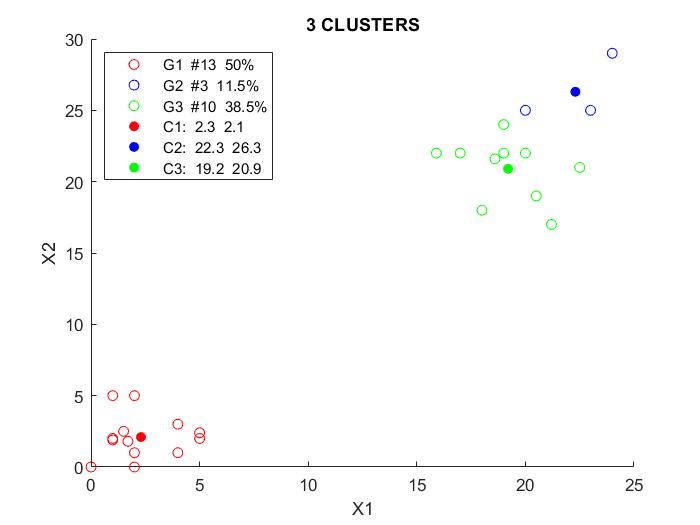 3 CLUSTERS
G1 #13 50%
G2 #3 11.5%
G3 #10 38.5%
C1: 2.3 2.1
C2: 22.3 26.3
C3: 19.2 20.9
X2
30
25
20
15
10
5
0
0 5 10 15 20 25
X1